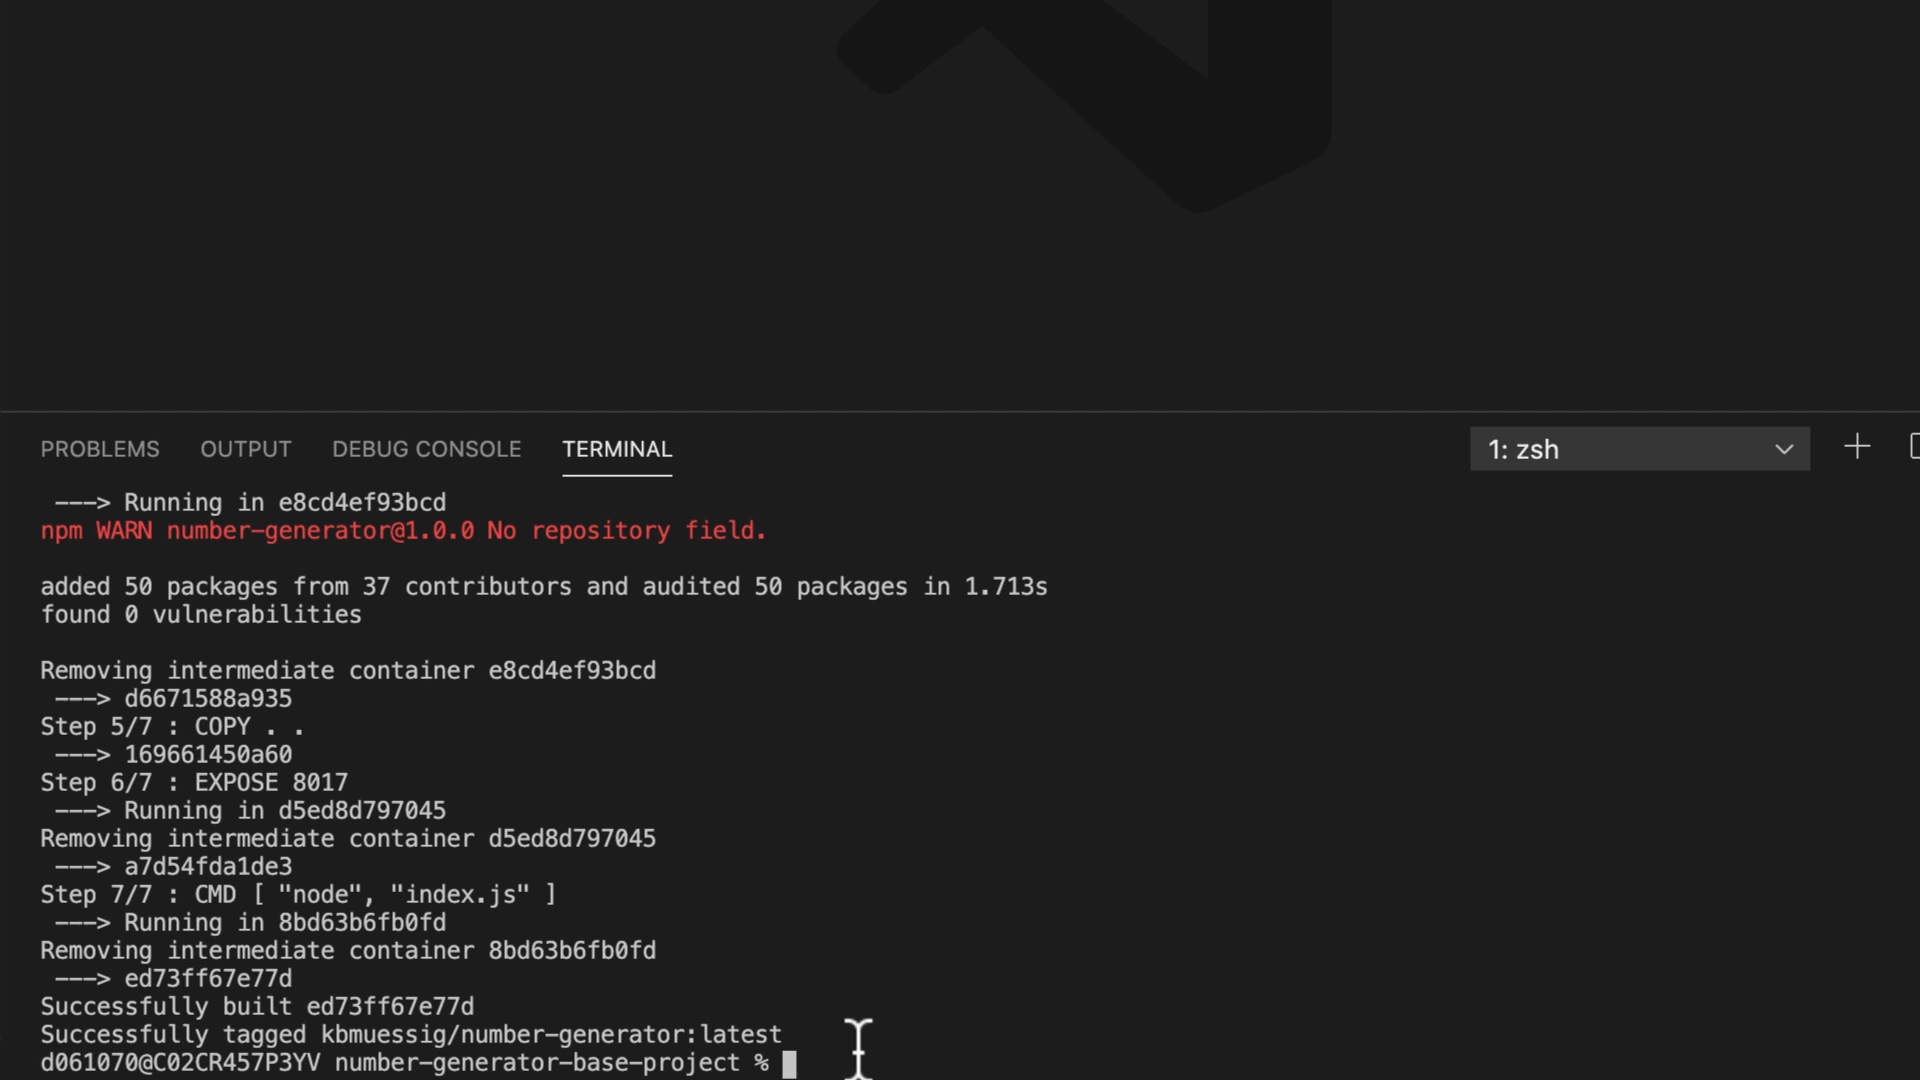 PROBLEMS OUTPUT DEBUG CONSOLE TERMINAL 1: zsh
---> Running in e8cd4ef93bcd
npm WARN number-generator@1.0.0 No repository field.
added 50 packages from 37 contributors and audited 50 packages in 1.713s
found 0 vulnerabilities
Removing intermediate container e8cd4ef93bcd
---> d6671588a935
Step 5/7 : COPY . .
---> 169661450a60
Step 6/7 : EXPOSE 8017
---> Running in d5ed8d797045
Removing intermediate container d5ed8d797045
---> a7d54fda1de3
Step 7/7 : CMD [ "node", "index.js" ]
---> Running in 8bd63b6fb0fd
Removing intermediate container 8bd63b6fb0fd
---> ed73ff67e77d
Successfully built ed73ff67e77d
Successfully tagged kbmuessig/number-generator:latest
d061070@C02CR457P3YV number-generator-base-project %